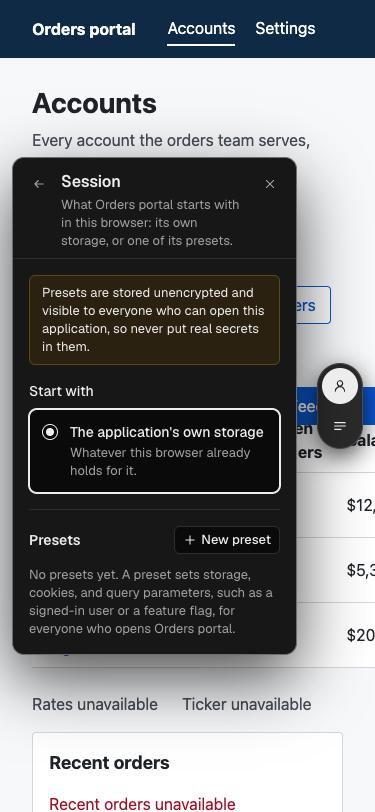 Orders portal
Accounts
Settings
Accounts
Every account the orders team serves,
Session
What Orders portal starts with
in this browser: its own
storage, or one of its presets.
Presets are stored unencrypted and
visible to everyone who can open this
application, so never put real secrets
in them.
Start with
The application's own storage
Whatever this browser already
holds for it.
Presets
New preset
No presets yet. A preset sets storage,
cookies, and query parameters, such as a
signed-in user or a feature flag, for
everyone who opens Orders portal.
$12,
$5,3
$20
Rates unavailable
Ticker unavailable
Recent orders
Recent orders unavailable